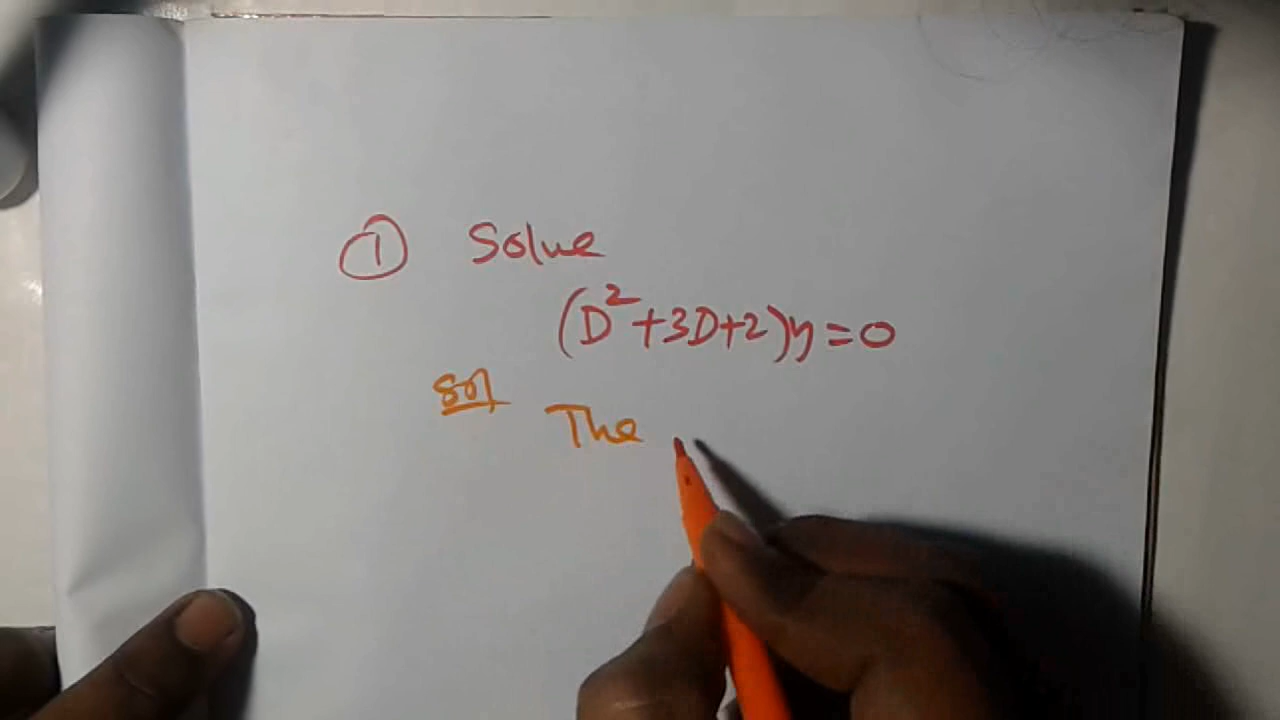 ① Solve
(D²+3D+2)y=0
Sol
The